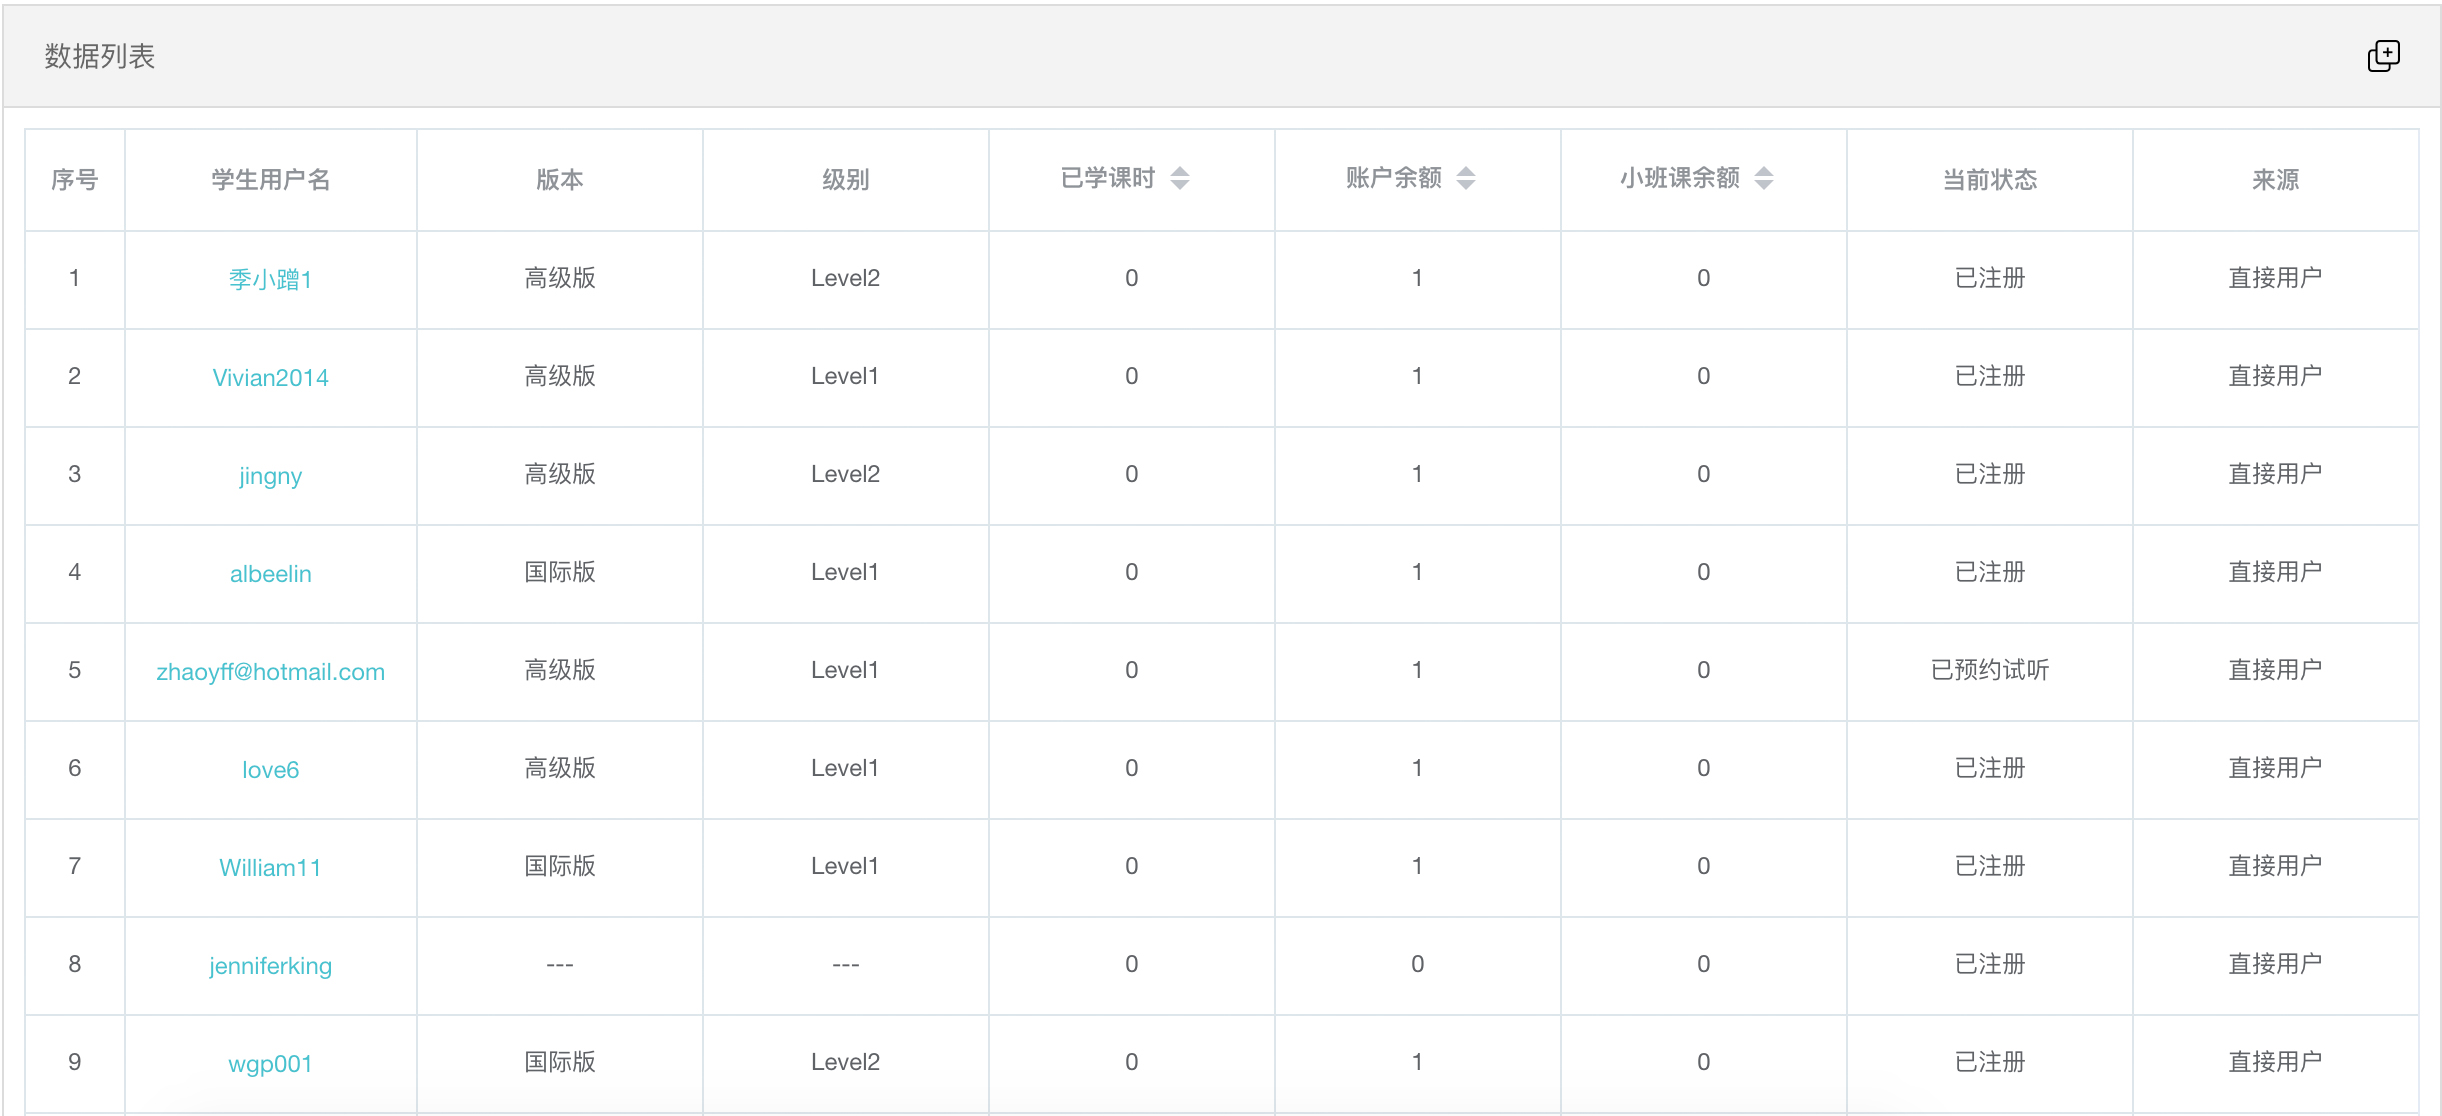 数据列表
序号 学生用户名 版本 级别 已学课时 账户余额 小班课余额 当前状态 来源
1 季小蹭1 高级版 Level2 0 1 0 已注册 直接用户
2 Vivian2014 高级版 Level1 0 1 0 已注册 直接用户
3 jingny 高级版 Level2 0 1 0 已注册 直接用户
4 albeelin 国际版 Level1 0 1 0 已注册 直接用户
5 zhaoyff@hotmail.com 高级版 Level1 0 1 0 已预约试听 直接用户
6 love6 高级版 Level1 0 1 0 已注册 直接用户
7 William11 国际版 Level1 0 1 0 已注册 直接用户
8 jenniferking --- --- 0 0 0 已注册 直接用户
9 wgp001 国际版 Level2 0 1 0 已注册 直接用户